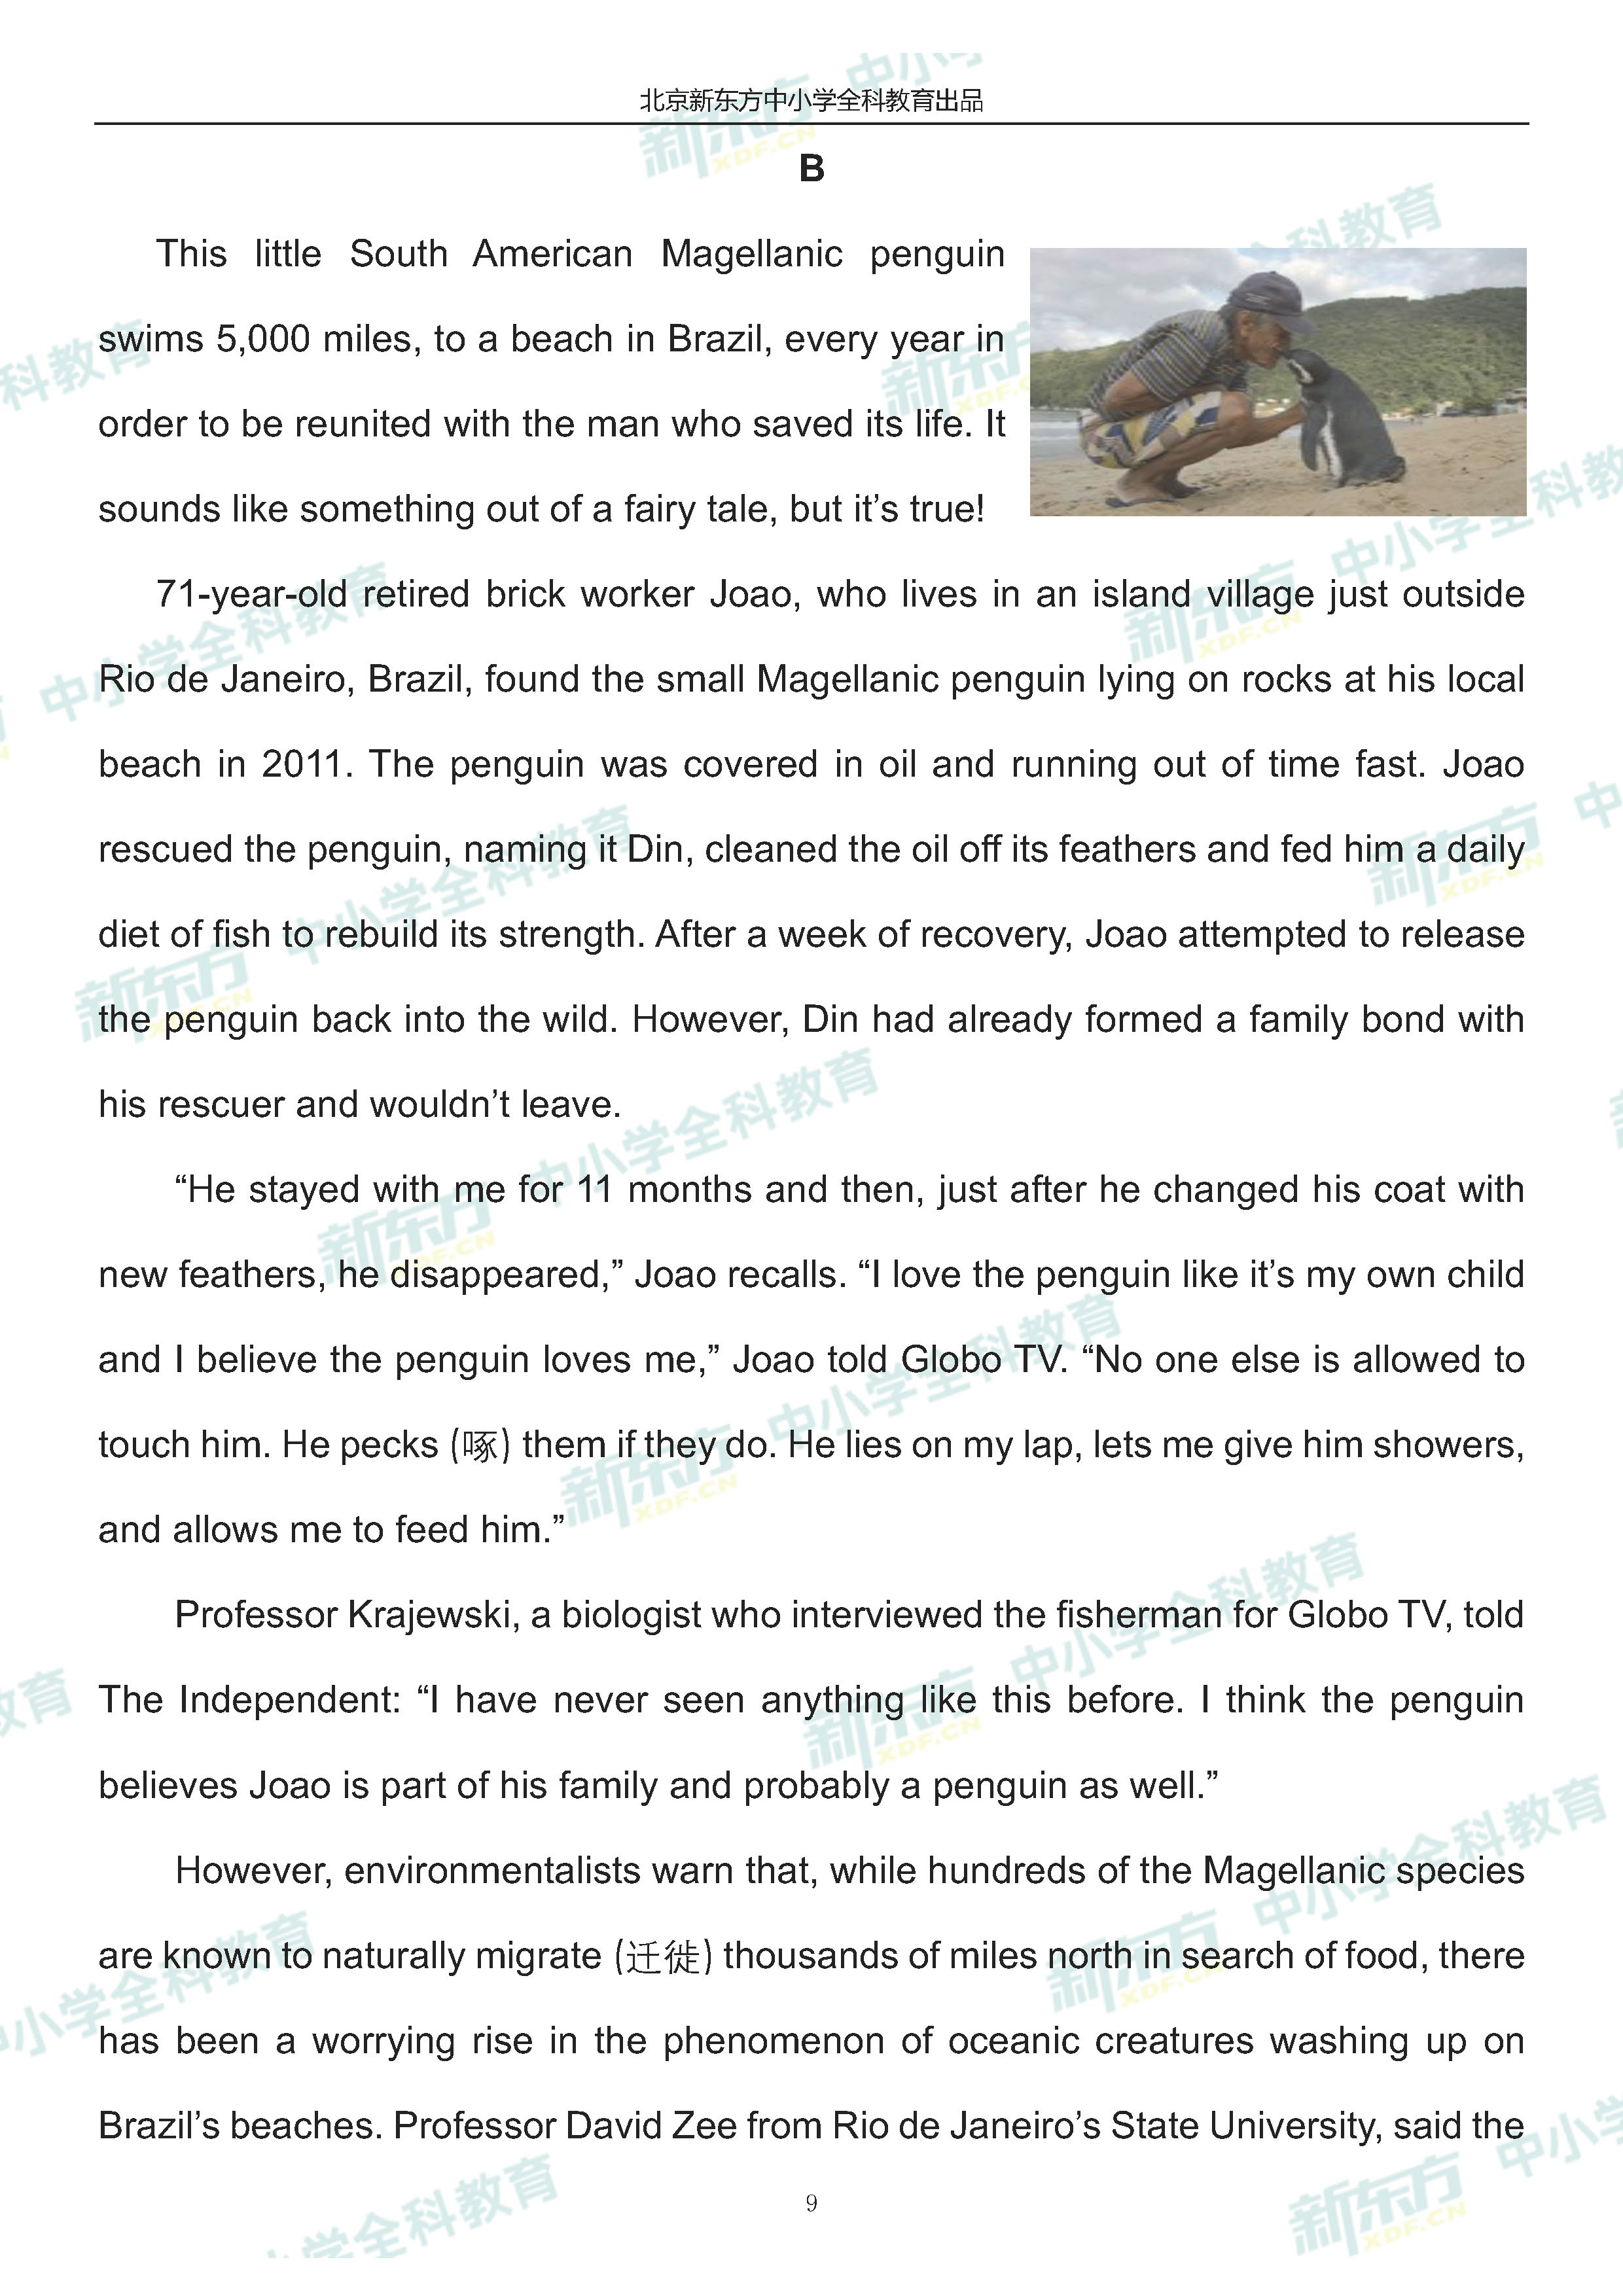 北京新东方中小学全科教育出品
B
This little South American Magellanic penguin
swims 5,000 miles, to a beach in Brazil, every year in
order to be reunited with the man who saved its life. It
sounds like something out of a fairy tale, but it’s true!
71-year-old retired brick worker Joao, who lives in an island village just outside
Rio de Janeiro, Brazil, found the small Magellanic penguin lying on rocks at his local
beach in 2011. The penguin was covered in oil and running out of time fast. Joao
rescued the penguin, naming it Din, cleaned the oil off its feathers and fed him a daily
diet of fish to rebuild its strength. After a week of recovery, Joao attempted to release
the penguin back into the wild. However, Din had already formed a family bond with
his rescuer and wouldn’t leave.
“He stayed with me for 11 months and then, just after he changed his coat with
new feathers, he disappeared,” Joao recalls. “I love the penguin like it’s my own child
and I believe the penguin loves me,” Joao told Globo TV. “No one else is allowed to
touch him. He pecks (啄) them if they do. He lies on my lap, lets me give him showers,
and allows me to feed him.”
Professor Krajewski, a biologist who interviewed the fisherman for Globo TV, told
The Independent: “I have never seen anything like this before. I think the penguin
believes Joao is part of his family and probably a penguin as well.”
However, environmentalists warn that, while hundreds of the Magellanic species
are known to naturally migrate (迁徙) thousands of miles north in search of food, there
has been a worrying rise in the phenomenon of oceanic creatures washing up on
Brazil’s beaches. Professor David Zee from Rio de Janeiro’s State University, said the
9